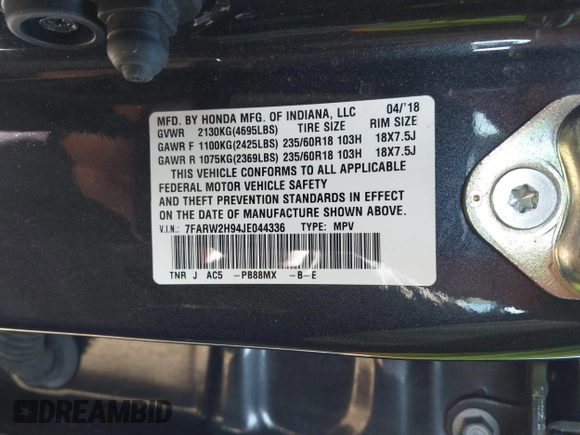 MFD. BY HONDA MFG. OF INDIANA, LLC 04/'18
GVWR 2130KG(4695LBS) TIRE SIZE RIM SIZE
GAWR F 1100KG(2425LBS) 235/60R18 103H 18X7.5J
GAWR R 1075KG(2369LBS) 235/60R18 103H 18X7.5J
THIS VEHICLE CONFORMS TO ALL APPLICABLE
FEDERAL MOTOR VEHICLE SAFETY
AND THEFT PREVENTION STANDARDS IN EFFECT
ON THE DATE OF MANUFACTURE SHOWN ABOVE.
V.I.N.: 7FARW2H94JE044336 TYPE: MPV
TNR J AC5 -PB88MX -B-E
DREAMBID